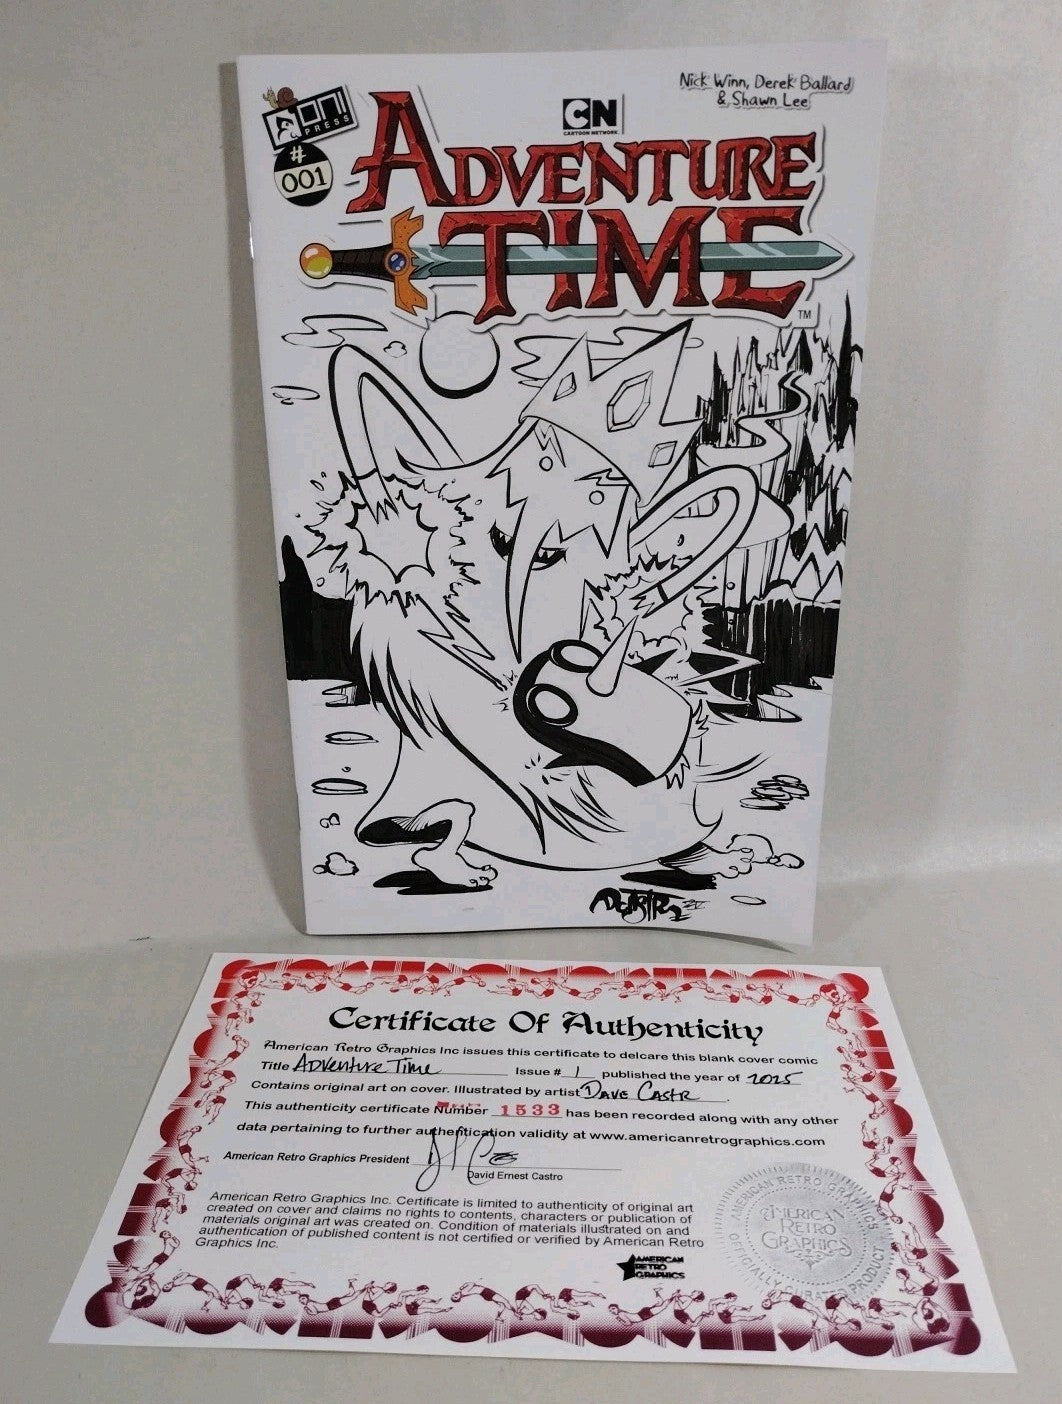 ONI
PRESS
#
001
CN
CARTOON NETWORK
Nick Winn, Derek Ballard
& Shawn Lee
ADVENTURE
TIME
TM
Certificate Of Authenticity
American Retro Graphics Inc issues this certificate to delcare this blank cover comic
Title Adventure Time Issue # 1 published the year of 2025
Contains original art on cover. Illustrated by artist Dave Castr.
This authenticity certificate Number 1533 has been recorded along with any other
data pertaining to further authentication validity at www.americanretrographics.com
American Retro Graphics President
David Ernest Castro
American Retro Graphics Inc. Certificate is limited to authenticity of original art
created on cover and claims no rights to contents, characters or publication of
materials original art was created on. Condition of materials illustrated on and
authentication of published content is not certified or verified by American Retro
Graphics Inc.
AMERICAN
RETRO
GRAPHICS
AMERICAN RETRO GRAPHICS
AMERICAN
RETRO
GRAPHICS